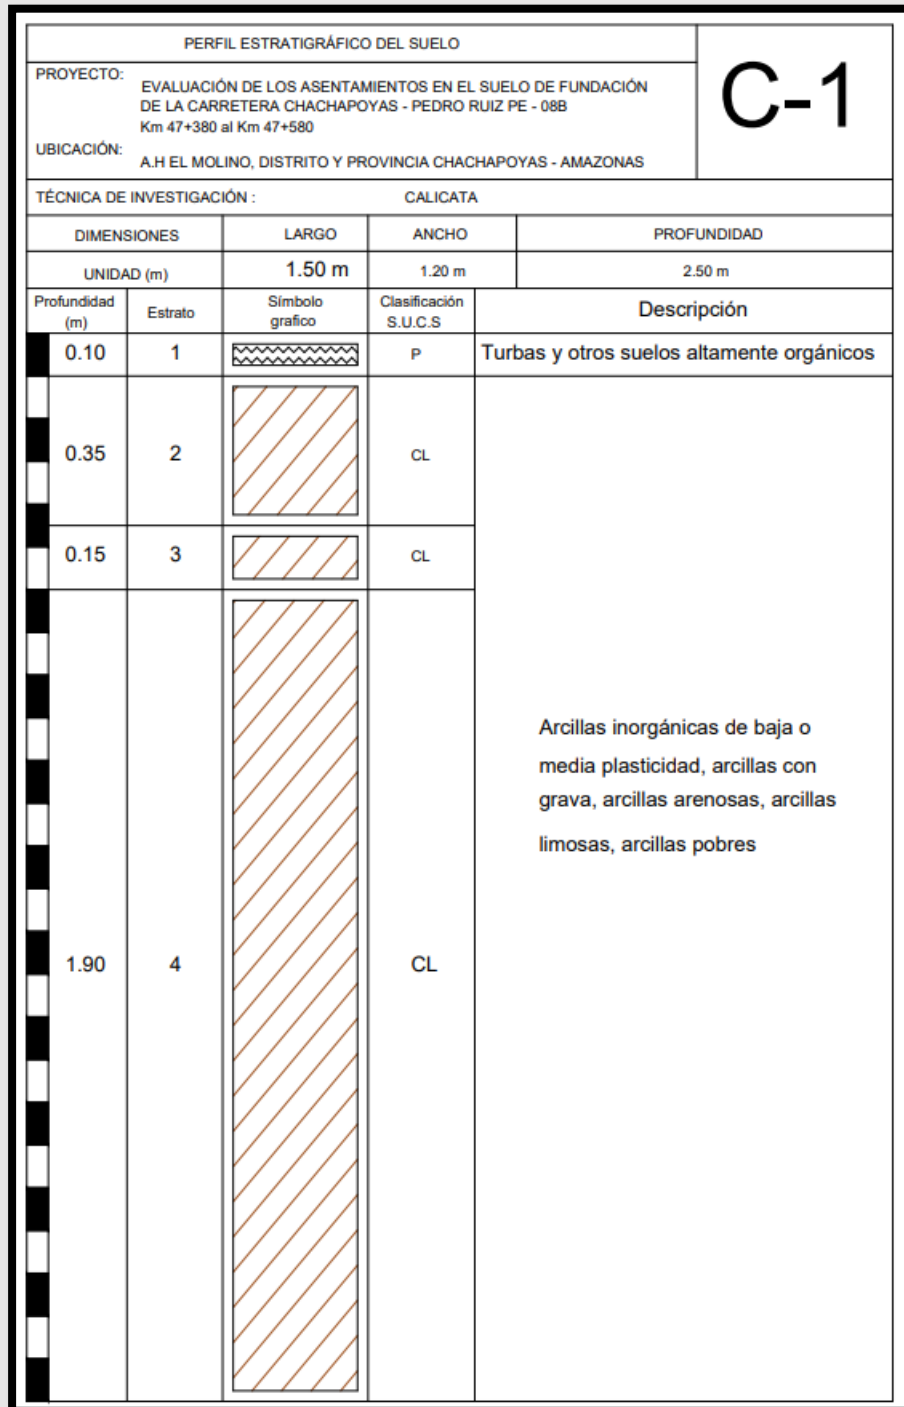 PERFIL ESTRATIGRÁFICO DEL SUELO
C-1
PROYECTO:
EVALUACIÓN DE LOS ASENTAMIENTOS EN EL SUELO DE FUNDACIÓN
DE LA CARRETERA CHACHAPOYAS - PEDRO RUIZ PE - 08B
Km 47+380 al Km 47+580
UBICACIÓN:
A.H EL MOLINO, DISTRITO Y PROVINCIA CHACHAPOYAS - AMAZONAS
TÉCNICA DE INVESTIGACIÓN : CALICATA
DIMENSIONES LARGO ANCHO PROFUNDIDAD
UNIDAD (m) 1.50 m 1.20 m 2.50 m
Profundidad (m) Estrato Símbolo grafico Clasificación S.U.C.S Descripción
0.10 1 P Turbas y otros suelos altamente orgánicos
0.35 2 CL
0.15 3 CL
1.90 4 CL
Arcillas inorgánicas de baja o
media plasticidad, arcillas con
grava, arcillas arenosas, arcillas
limosas, arcillas pobres